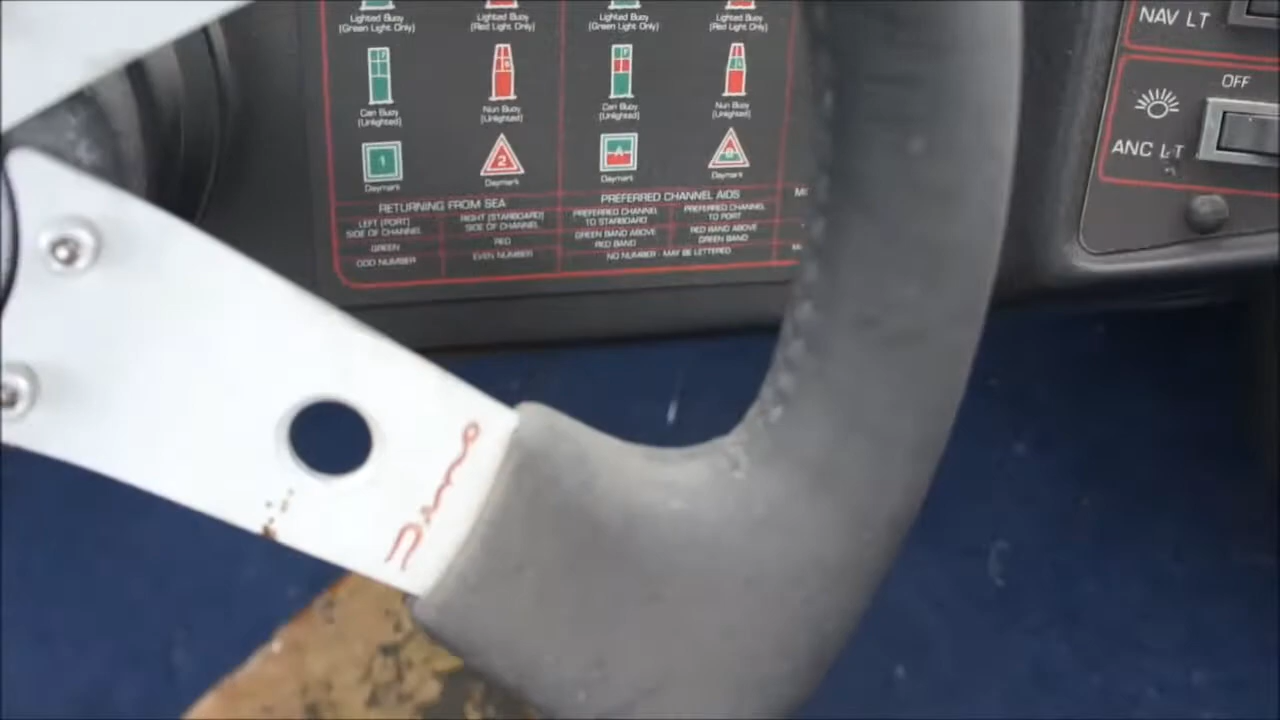 Lighted Buoy
(Green Light Only)
Lighted Buoy
(Red Light Only)
Lighted Buoy
(Green Light Only)
Lighted Buoy
(Red Light Only)
Can Buoy
(Unlighted)
Nun Buoy
(Unlighted)
Can Buoy
(Unlighted)
Nun Buoy
(Unlighted)
1
2
A
B
Daymark
Daymark
Daymark
Daymark
RETURNING FROM SEA
PREFERRED CHANNEL AIDS
LEFT (PORT)
SIDE OF CHANNEL
RIGHT (STARBOARD)
SIDE OF CHANNEL
PREFERRED CHANNEL
TO STARBOARD
PREFERRED CHANNEL
TO PORT
GREEN
RED
GREEN BAND ABOVE
RED BAND
RED BAND ABOVE
GREEN BAND
ODD NUMBER
EVEN NUMBER
NO NUMBER - MAY BE LETTERED
NAV LT
OFF
ANC LT
Dino